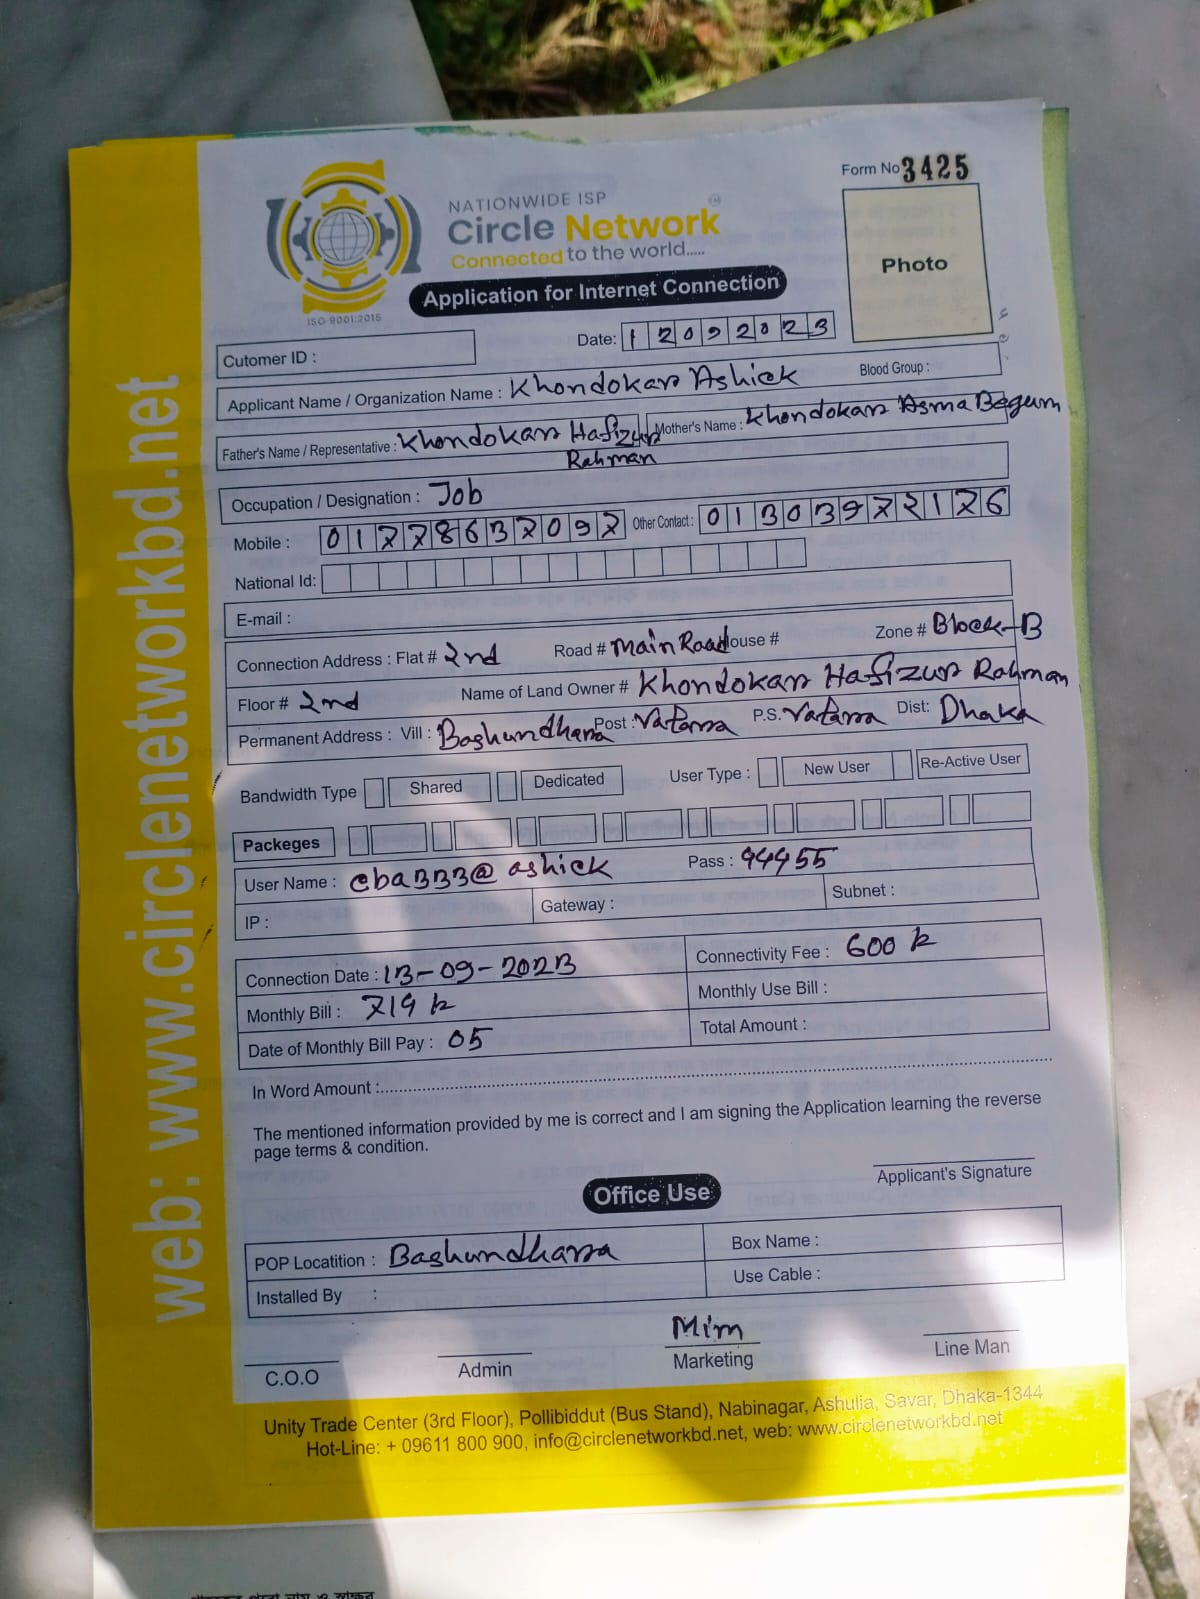 Form No 3425
NATIONWIDE ISP
Circle Network
Connected to the world.....
ISO 9001:2015
Application for Internet Connection
Photo
Date: 12092023
Cutomer ID :
Applicant Name / Organization Name : Khondokar Ashick Blood Group :
Father's Name / Representative : Khondokar Hafizur Rahman Mother's Name : Khondokar Asma Begum
Occupation / Designation : Job
Mobile : Other Contact :
National Id:
E-mail :
Connection Address : Flat # 2nd Road # Main Road House # Zone # Block-B
Floor # 2nd Name of Land Owner # Khondokar Hafizur Rahman
Permanent Address : Vill : Bashundhara Post : Vatara P.S. Vatara Dist: Dhaka
Bandwidth Type Shared Dedicated User Type : New User Re-Active User
Packeges
User Name : cba333@ashick Pass : 94455
IP : Gateway : Subnet :
Connection Date : 13-09-2023 Connectivity Fee : 600
Monthly Bill : 719 Monthly Use Bill :
Date of Monthly Bill Pay : 05 Total Amount :
In Word Amount :
The mentioned information provided by me is correct and I am signing the Application learning the reverse
page terms & condition.
Applicant's Signature
Office Use
POP Locatition : Bashundhara Box Name :
Installed By : Use Cable :
Mim
C.O.O Admin Marketing Line Man
Unity Trade Center (3rd Floor), Pollibiddut (Bus Stand), Nabinagar, Ashulia, Savar, Dhaka-1344
Hot-Line: + 09611 800 900, info@circlenetworkbd.net, web: www.circlenetworkbd.net
web: www.circlenetworkbd.net